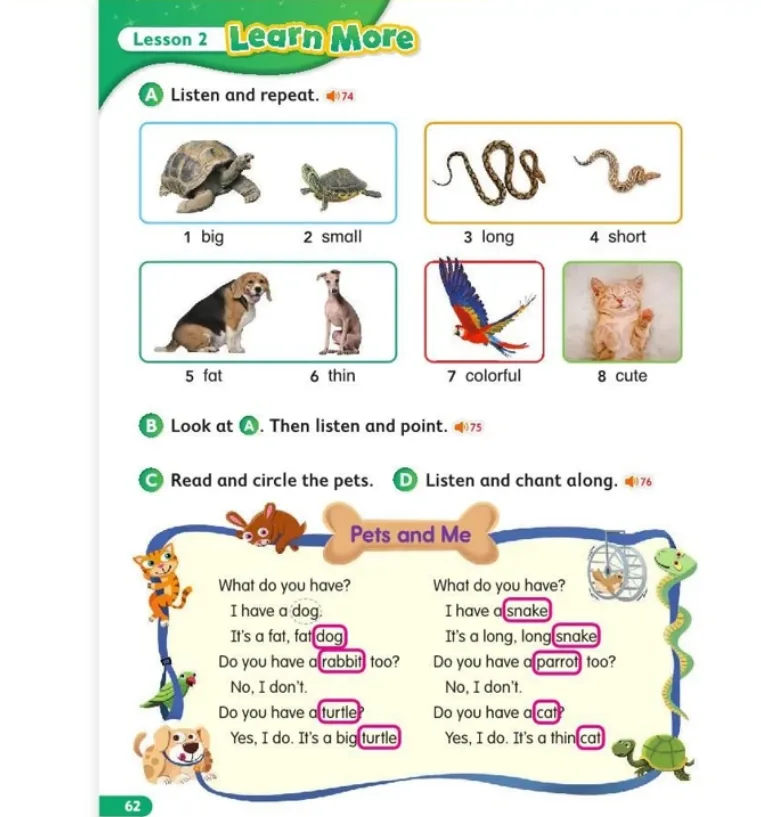 Lesson 2 Learn More
A Listen and repeat. 74
1 big 2 small 3 long 4 short
5 fat 6 thin 7 colorful 8 cute
B Look at A. Then listen and point. 75
C Read and circle the pets. D Listen and chant along. 76
Pets and Me
What do you have?
I have a dog.
It's a fat, fat dog
Do you have a rabbit, too?
No, I don't.
Do you have a turtle?
Yes, I do. It's a big turtle
What do you have?
I have a snake
It's a long, long snake
Do you have a parrot, too?
No, I don't.
Do you have a cat?
Yes, I do. It's a thin cat
62